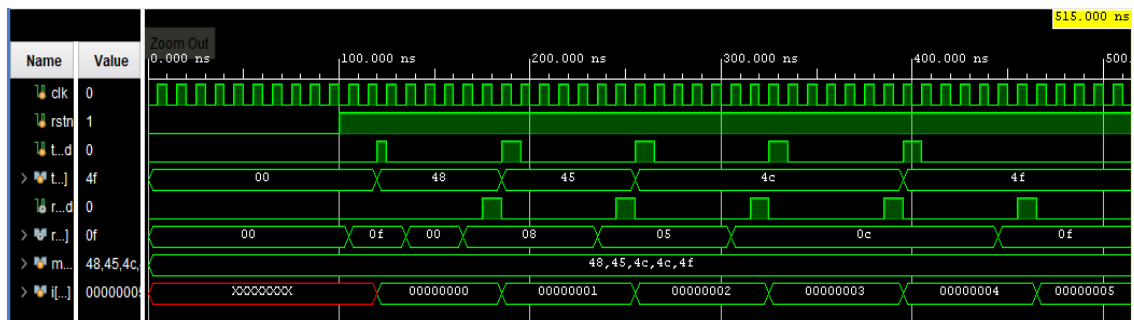 515.000 ns
Zoom Out
Name Value 0.000 ns 100.000 ns 200.000 ns 300.000 ns 400.000 ns 500.
clk 0
rstn 1
t...d 0
t...] 4f 00 48 45 4c 4f
r...d 0
r...] 0f 00 0f 00 08 05 0c 0f
m... 48,45,4c, 48,45,4c,4c,4f
i[...] 00000005 XXXXXXXX 00000000 00000001 00000002 00000003 00000004 00000005